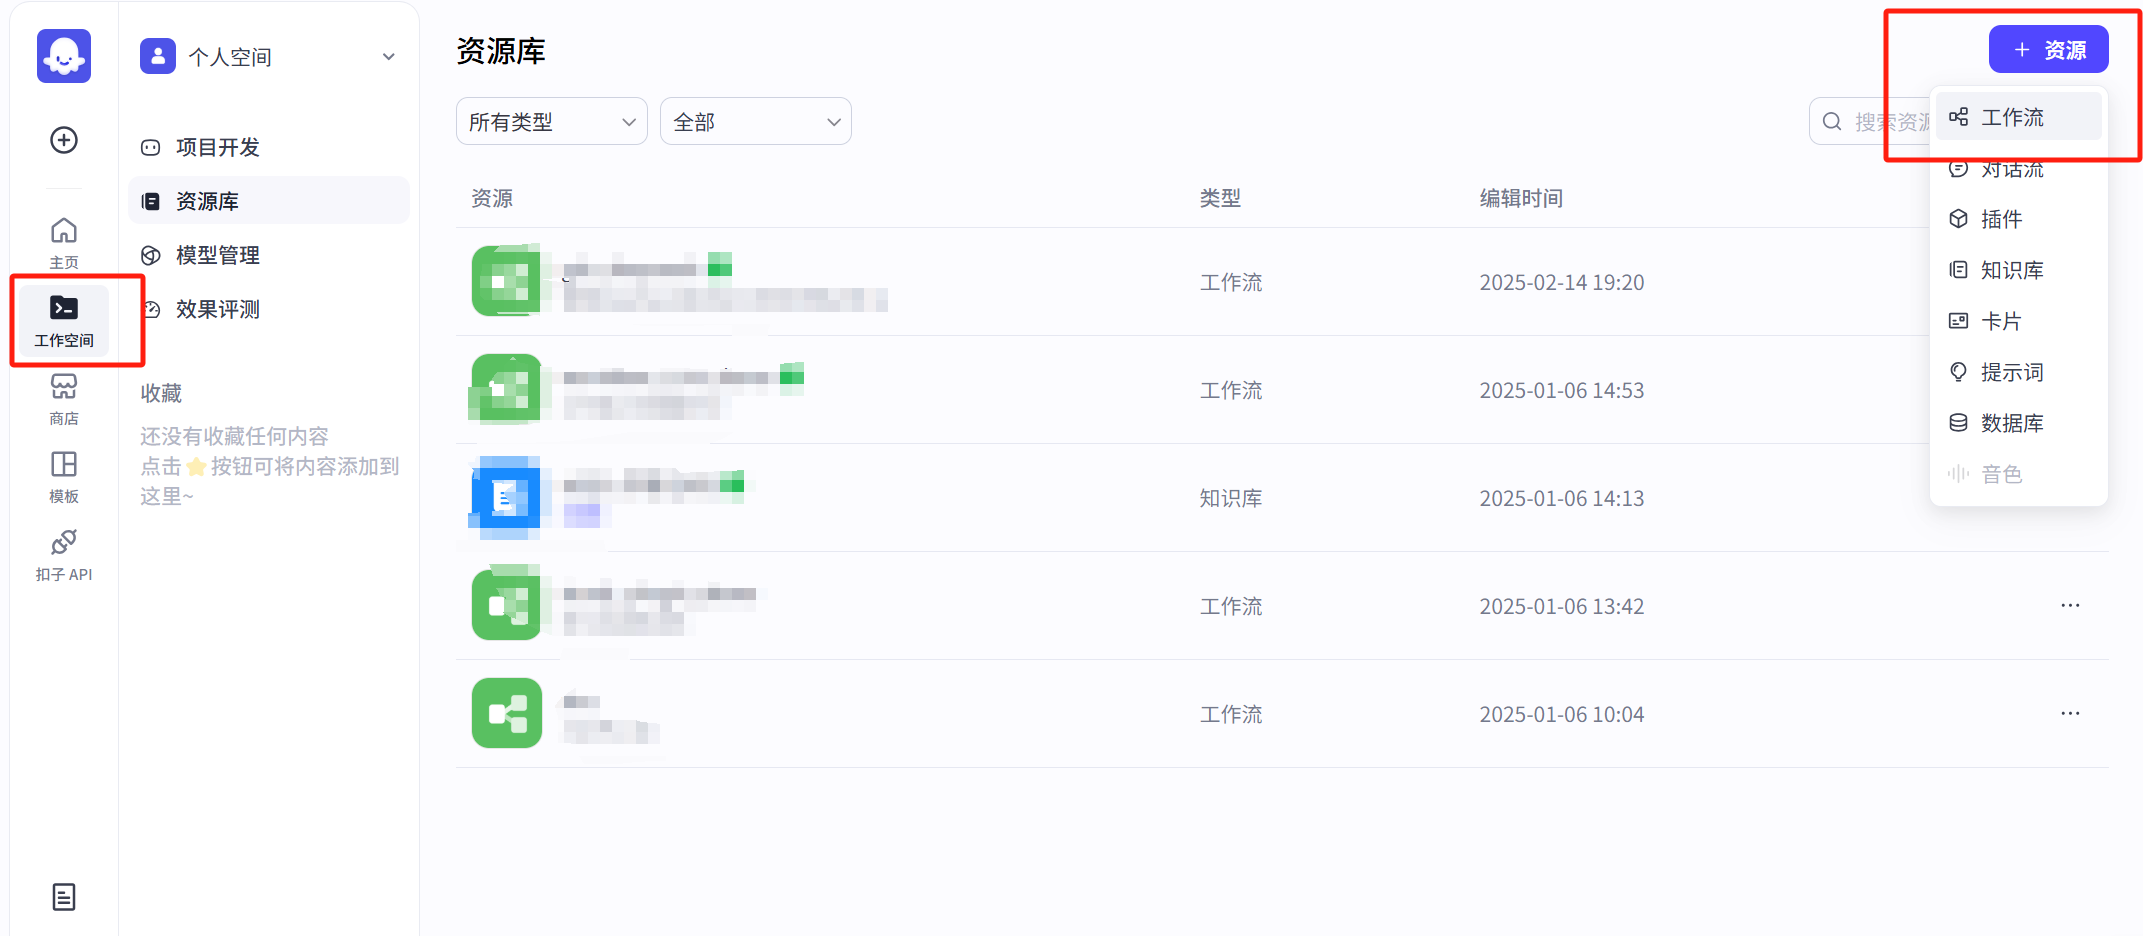 个人空间
项目开发
资源库
模型管理
效果评测
收藏
还没有收藏任何内容
点击⭐按钮可将内容添加到
这里~
主页
工作空间
商店
模板
扣子 API
资源库
+ 资源
所有类型
全部
搜索资源
工作流
对话流
插件
知识库
卡片
提示词
数据库
音色
资源 类型 编辑时间
工作流 2025-02-14 19:20
工作流 2025-01-06 14:53
知识库 2025-01-06 14:13
工作流 2025-01-06 13:42
工作流 2025-01-06 10:04